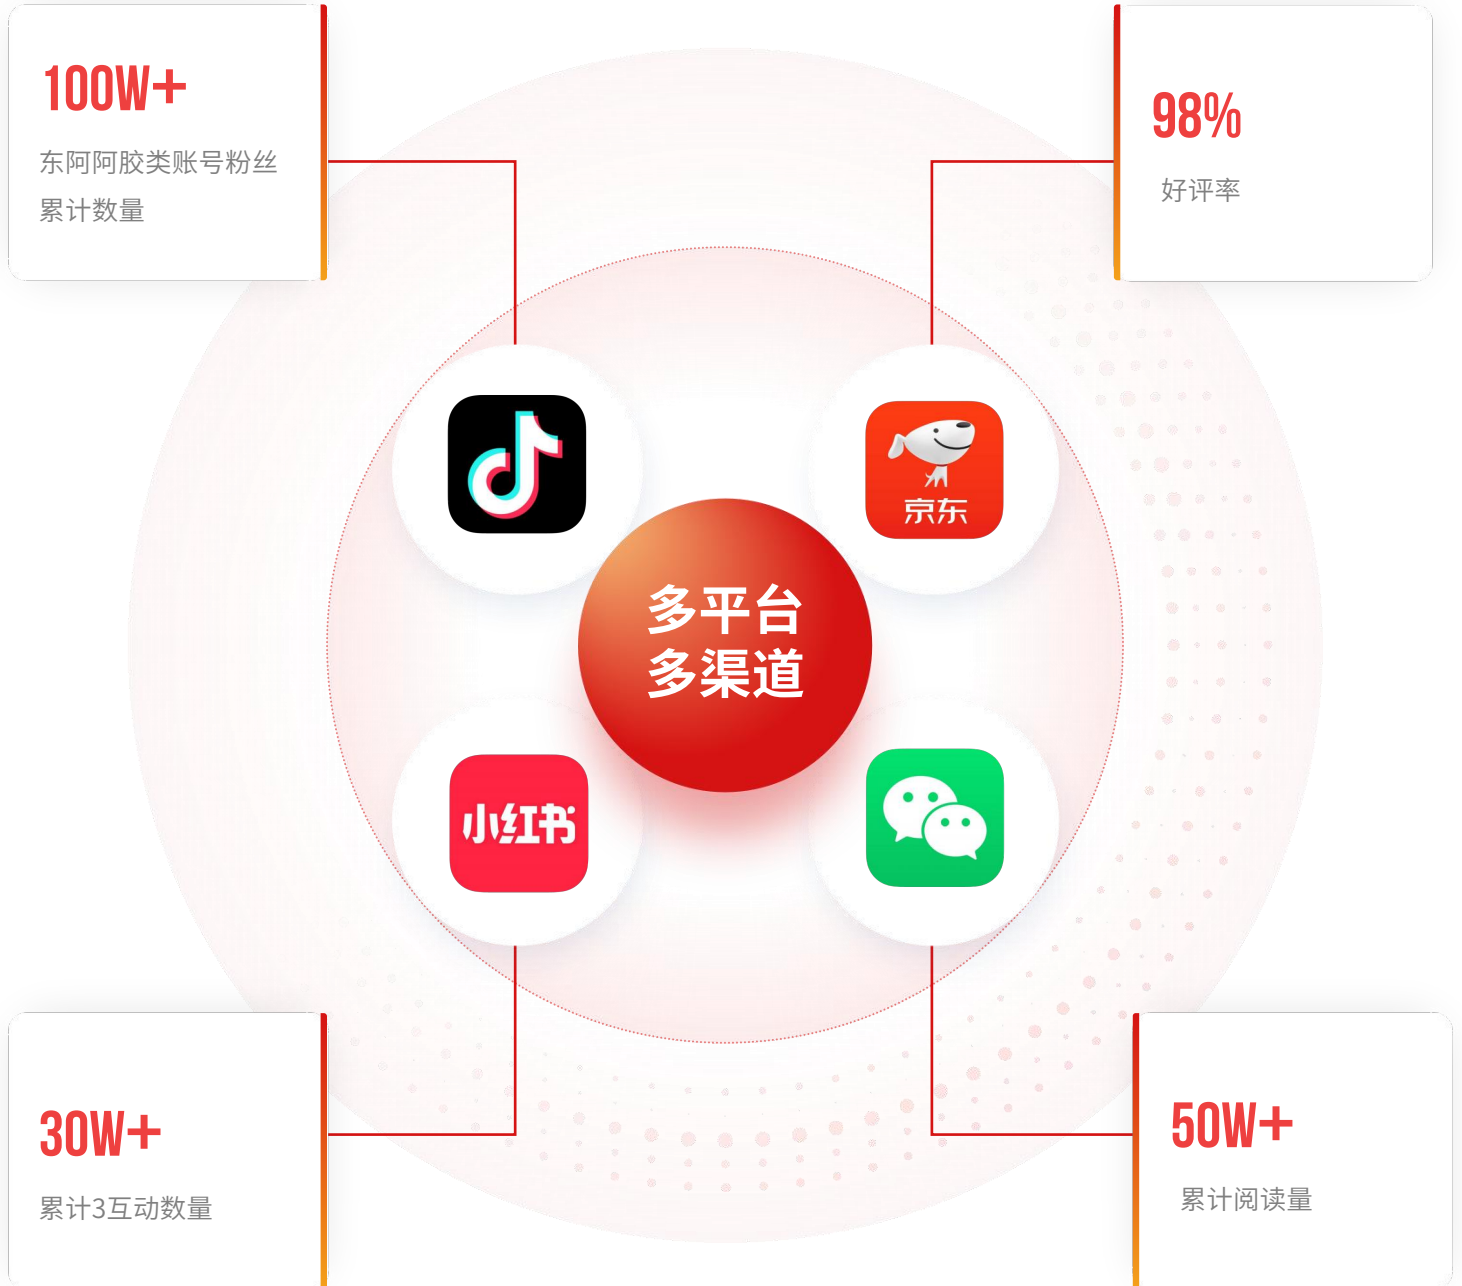 100W+
东阿阿胶类账号粉丝
累计数量
98%
好评率
京东
多平台
多渠道
小红书
30W+
累计3互动数量
50W+
累计阅读量